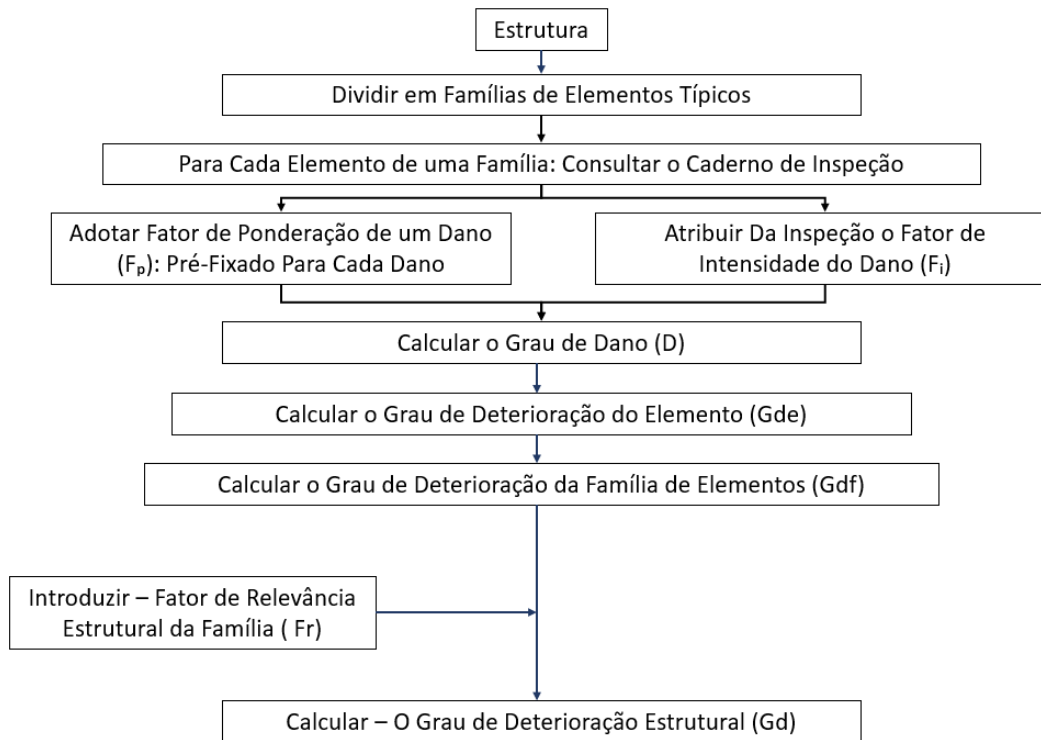 Estrutura
Dividir em Famílias de Elementos Típicos
Para Cada Elemento de uma Família: Consultar o Caderno de Inspeção
Adotar Fator de Ponderação de um Dano
(Fₚ): Pré-Fixado Para Cada Dano
Atribuir Da Inspeção o Fator de
Intensidade do Dano (Fᵢ)
Calcular o Grau de Dano (D)
Calcular o Grau de Deterioração do Elemento (Gde)
Calcular o Grau de Deterioração da Família de Elementos (Gdf)
Introduzir – Fator de Relevância
Estrutural da Família ( Fr)
Calcular – O Grau de Deterioração Estrutural (Gd)